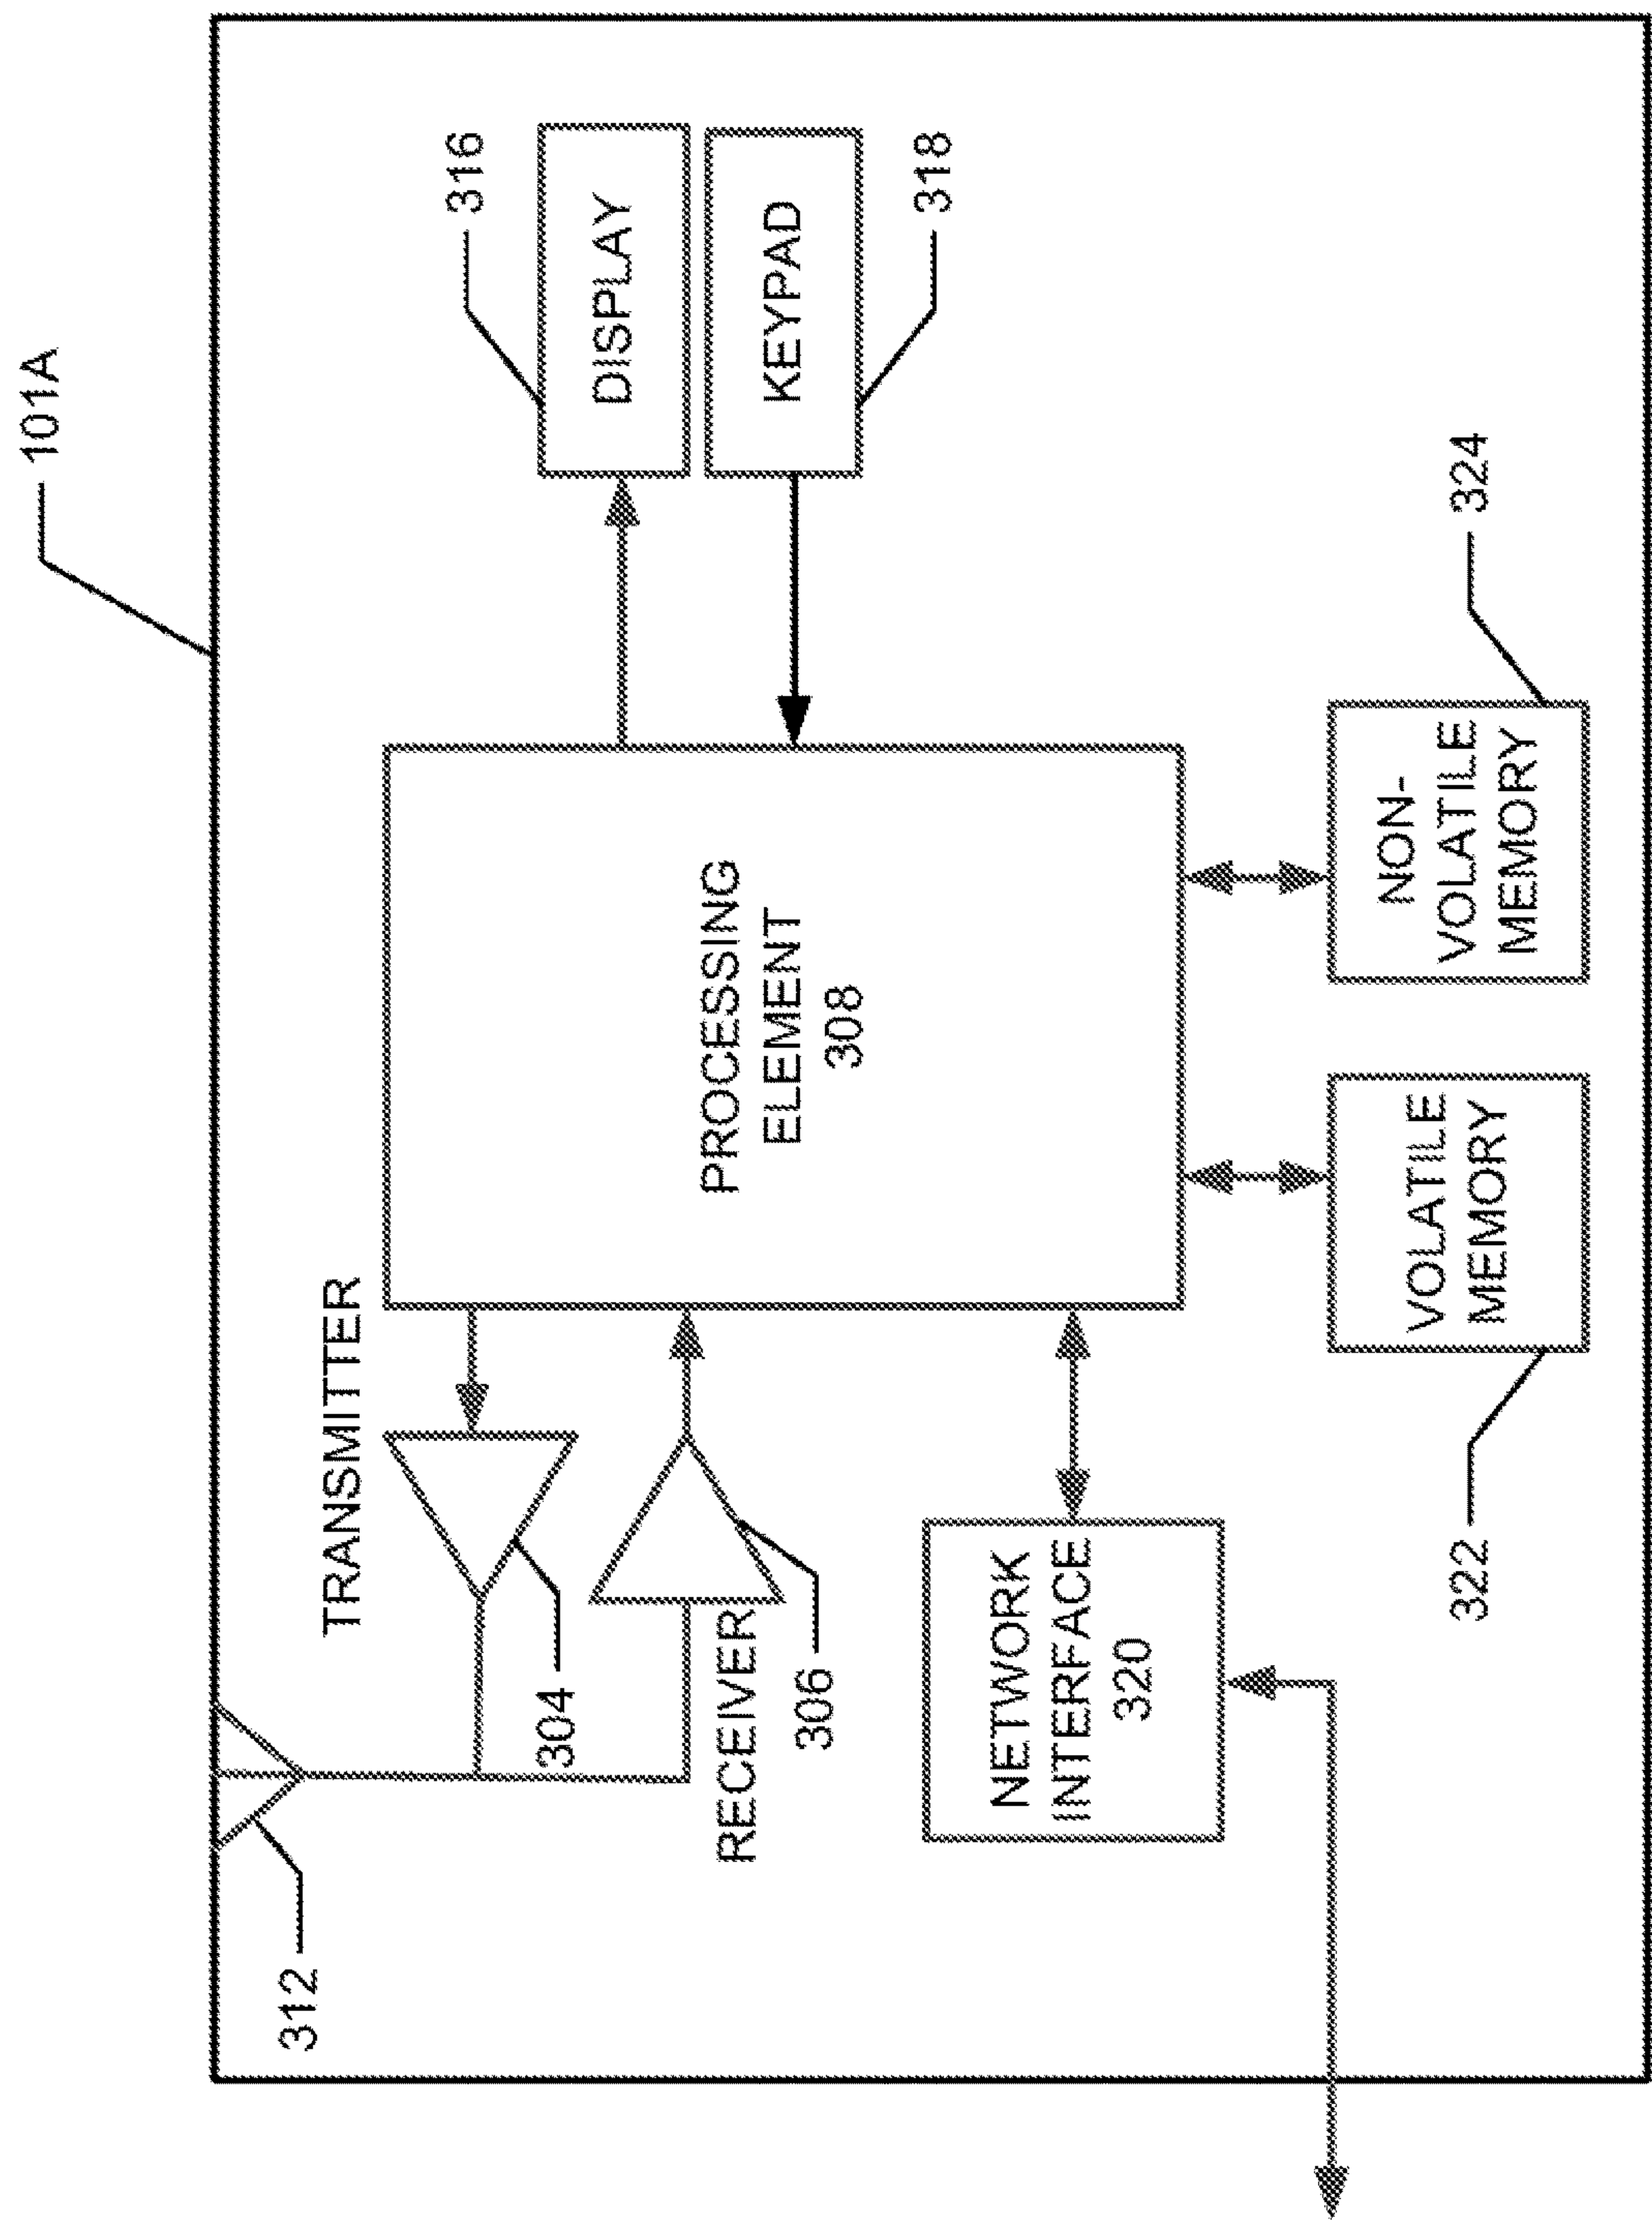 101A
312
TRANSMITTER
304
RECEIVER
306
PROCESSING
ELEMENT
308
316
DISPLAY
KEYPAD
318
NETWORK
INTERFACE
320
322
VOLATILE
MEMORY
NON-
VOLATILE
MEMORY
324